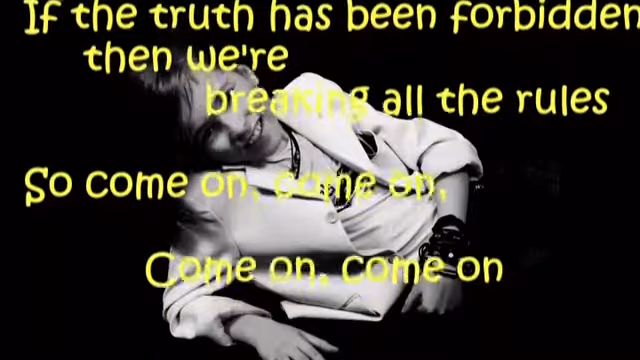 If the truth has been forbidden
then we're
breaking all the rules
So come on, come on,
Come on, come on